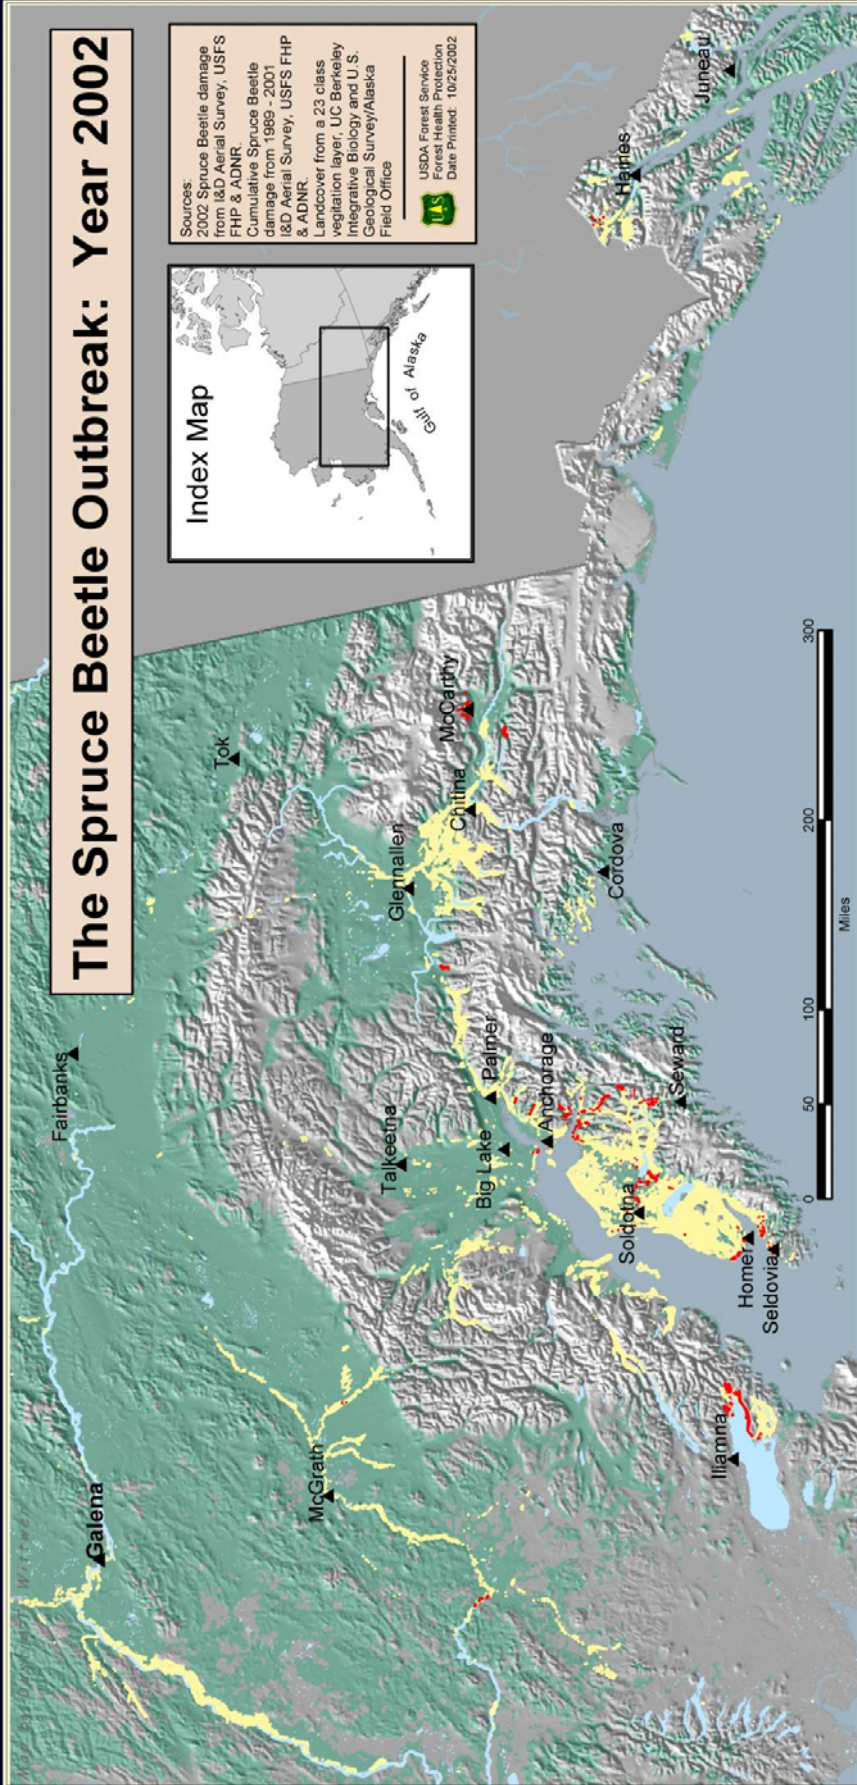 The Spruce Beetle Outbreak: Year 2002
Sources:
2002 Spruce Beetle damage
from I&D Aerial Survey, USFS
FHP & ADNR.
Cumulative Spruce Beetle
damage from 1989 - 2001
I&D Aerial Survey, USFS FHP
& ADNR.
Landcover from a 23 class
vegitation layer, UC Berkeley
Integrative Biology and U.S.
Geological Survey/Alaska
Field Office
UAS
USDA Forest Service
Forest Health Protection
Date Printed: 10/25/2002
Index Map
Gulf of Alaska
Galena
Fairbanks
Tok
McGrath
Talkeetna
Glennallen
McCarthy
Chitina
Big Lake
Palmer
Anchorage
Cordova
Soldotna
Seward
Homer
Seldovia
Iliamna
Haines
Juneau
0 50 100 200 300
Miles